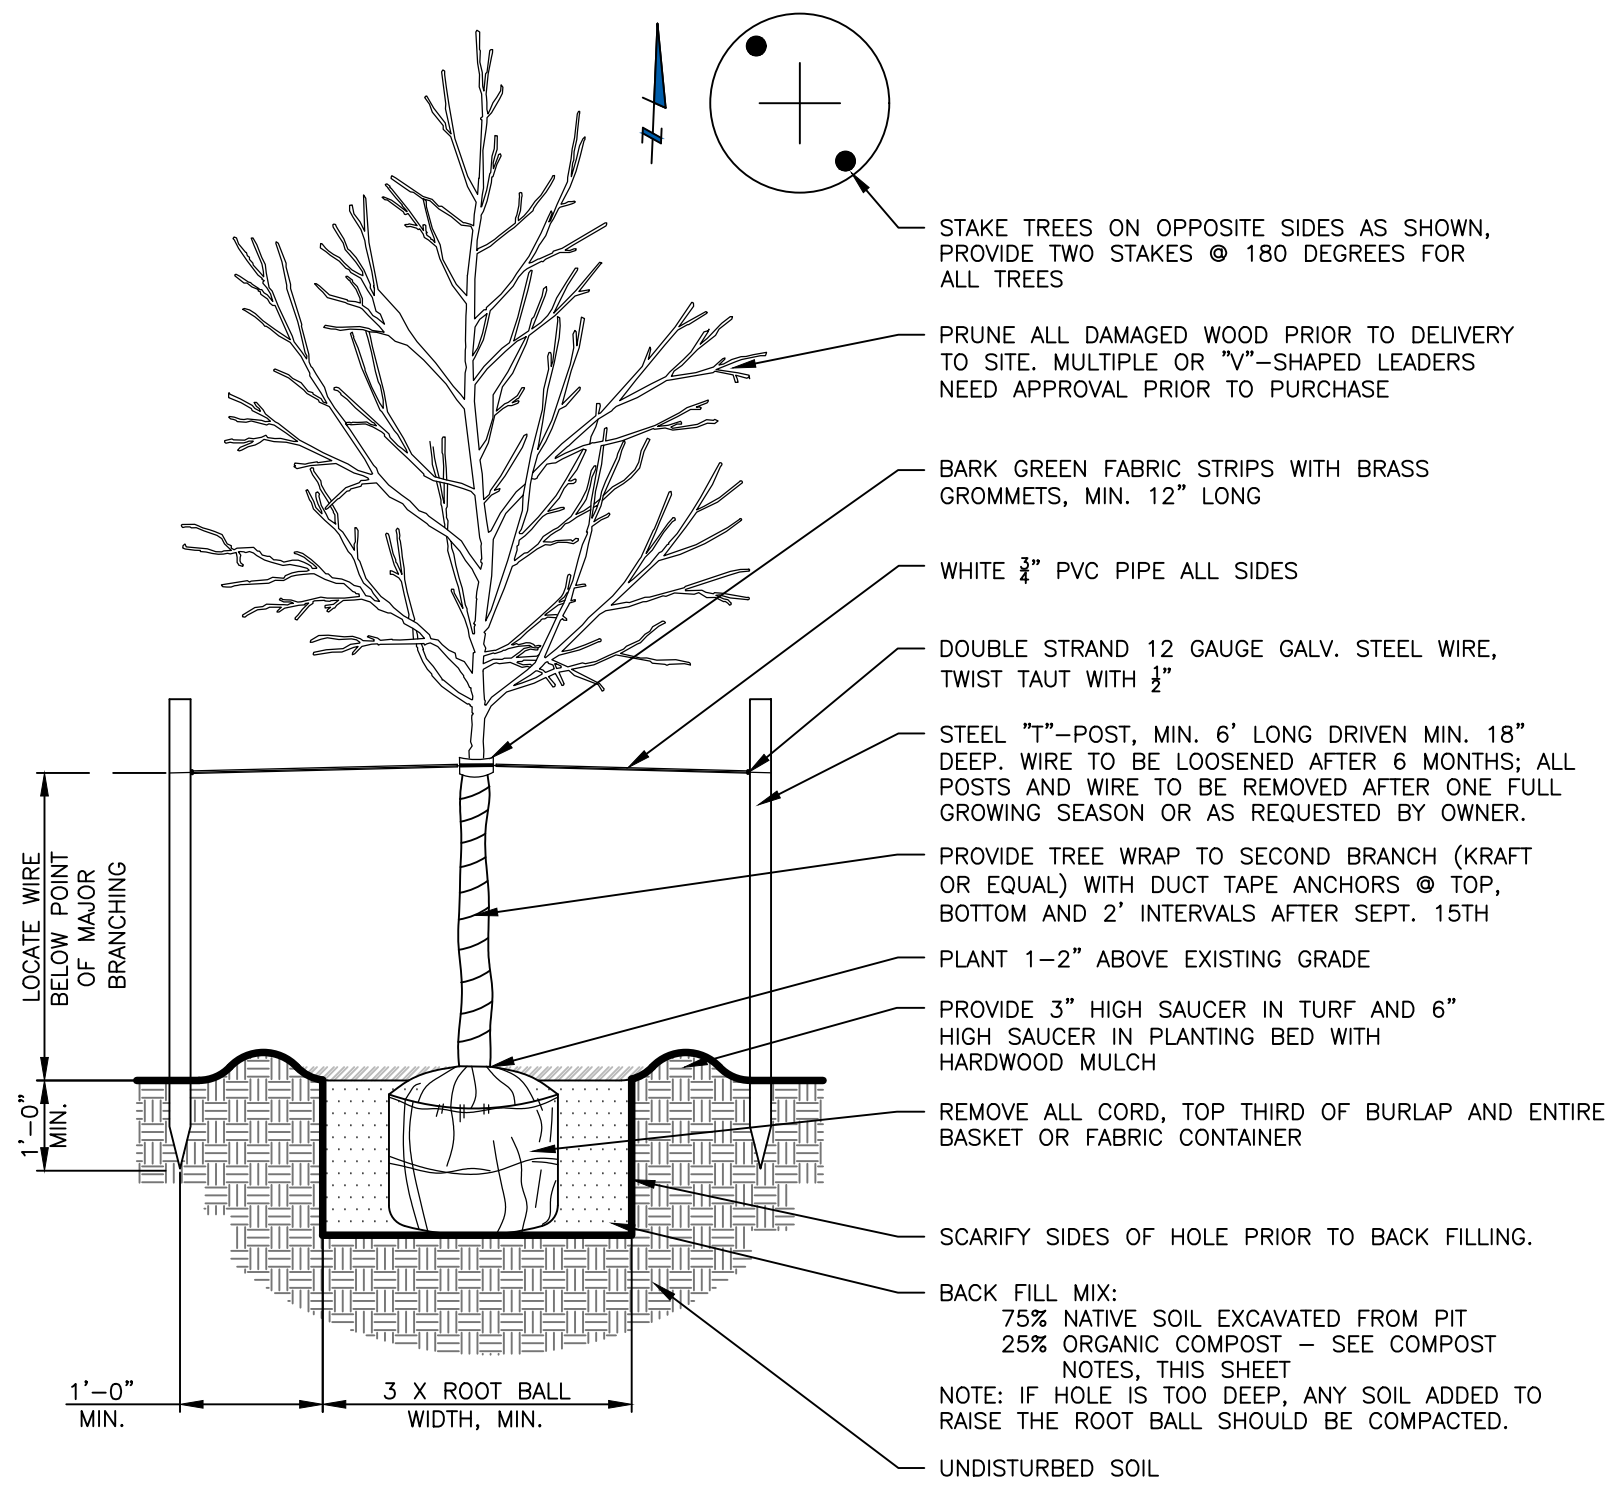 N
STAKE TREES ON OPPOSITE SIDES AS SHOWN,
PROVIDE TWO STAKES @ 180 DEGREES FOR
ALL TREES
PRUNE ALL DAMAGED WOOD PRIOR TO DELIVERY
TO SITE. MULTIPLE OR "V"-SHAPED LEADERS
NEED APPROVAL PRIOR TO PURCHASE
BARK GREEN FABRIC STRIPS WITH BRASS
GROMMETS, MIN. 12" LONG
WHITE 3/4" PVC PIPE ALL SIDES
DOUBLE STRAND 12 GAUGE GALV. STEEL WIRE,
TWIST TAUT WITH 1/2"
STEEL "T"-POST, MIN. 6' LONG DRIVEN MIN. 18"
DEEP. WIRE TO BE LOOSENED AFTER 6 MONTHS; ALL
POSTS AND WIRE TO BE REMOVED AFTER ONE FULL
GROWING SEASON OR AS REQUESTED BY OWNER.
PROVIDE TREE WRAP TO SECOND BRANCH (KRAFT
OR EQUAL) WITH DUCT TAPE ANCHORS @ TOP,
BOTTOM AND 2' INTERVALS AFTER SEPT. 15TH
PLANT 1-2" ABOVE EXISTING GRADE
PROVIDE 3" HIGH SAUCER IN TURF AND 6"
HIGH SAUCER IN PLANTING BED WITH
HARDWOOD MULCH
REMOVE ALL CORD, TOP THIRD OF BURLAP AND ENTIRE
BASKET OR FABRIC CONTAINER
SCARIFY SIDES OF HOLE PRIOR TO BACK FILLING.
BACK FILL MIX:
75% NATIVE SOIL EXCAVATED FROM PIT
25% ORGANIC COMPOST - SEE COMPOST
NOTES, THIS SHEET
NOTE: IF HOLE IS TOO DEEP, ANY SOIL ADDED TO
RAISE THE ROOT BALL SHOULD BE COMPACTED.
UNDISTURBED SOIL
LOCATE WIRE
BELOW POINT
OF MAJOR
BRANCHING
1'-0"
MIN.
1'-0"
MIN.
3 X ROOT BALL
WIDTH, MIN.